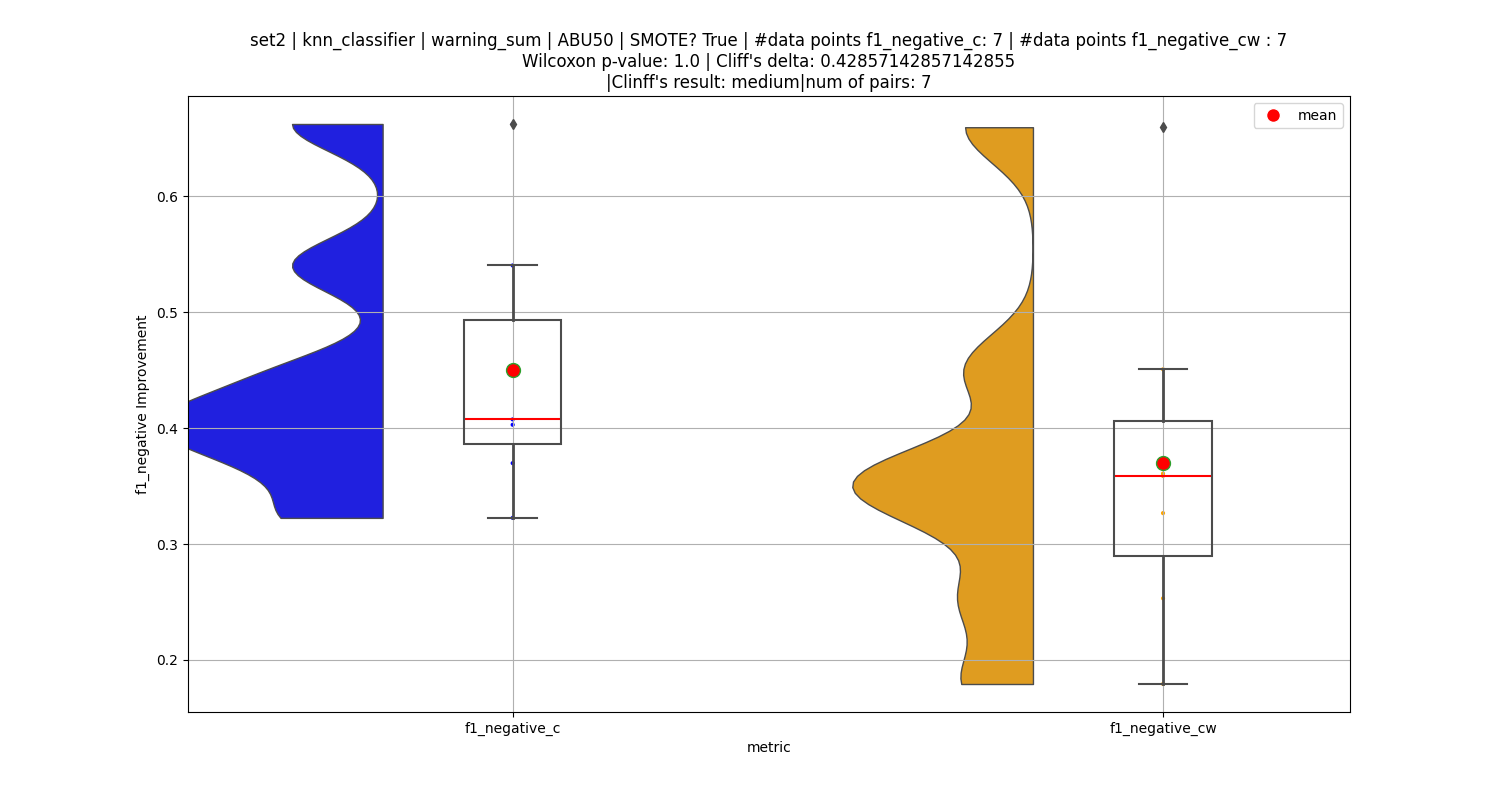 set2 | knn_classifier | warning_sum | ABU50 | SMOTE? True | #data points f1_negative_c: 7 | #data points f1_negative_cw : 7
Wilcoxon p-value: 1.0 | Cliff's delta: 0.42857142857142855
|Clinff's result: medium|num of pairs: 7
mean
0.6
0.5
0.4
0.3
0.2
f1_negative Improvement
f1_negative_c
f1_negative_cw
metric